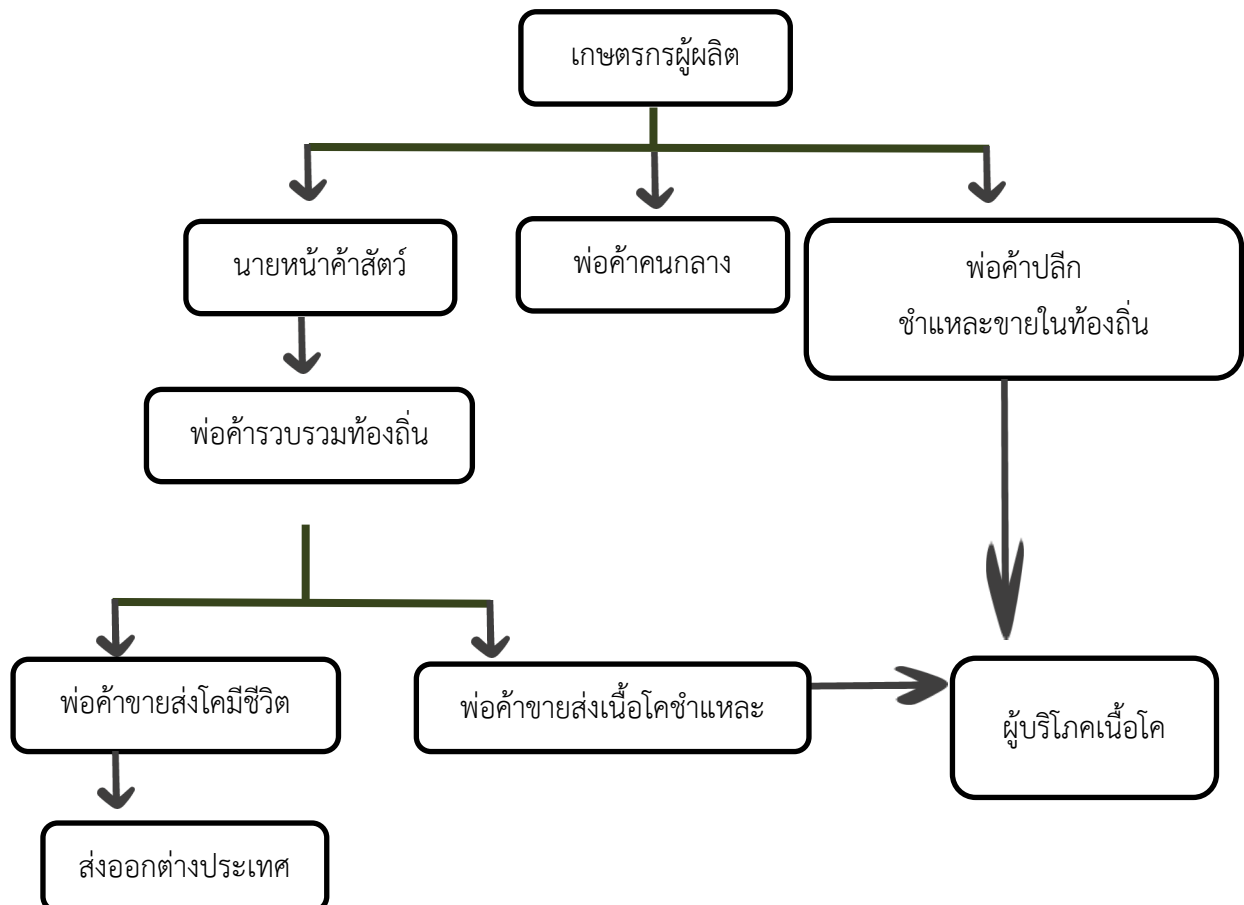 เกษตรกรผู้ผลิต
นายหน้าค้าสัตว์
พ่อค้าคนกลาง
พ่อค้าปลีก
ชำแหละขายในท้องถิ่น
พ่อค้ารวบรวมท้องถิ่น
พ่อค้าขายส่งโคมีชีวิต
พ่อค้าขายส่งเนื้อโคชำแหละ
ผู้บริโภคเนื้อโค
ส่งออกต่างประเทศ